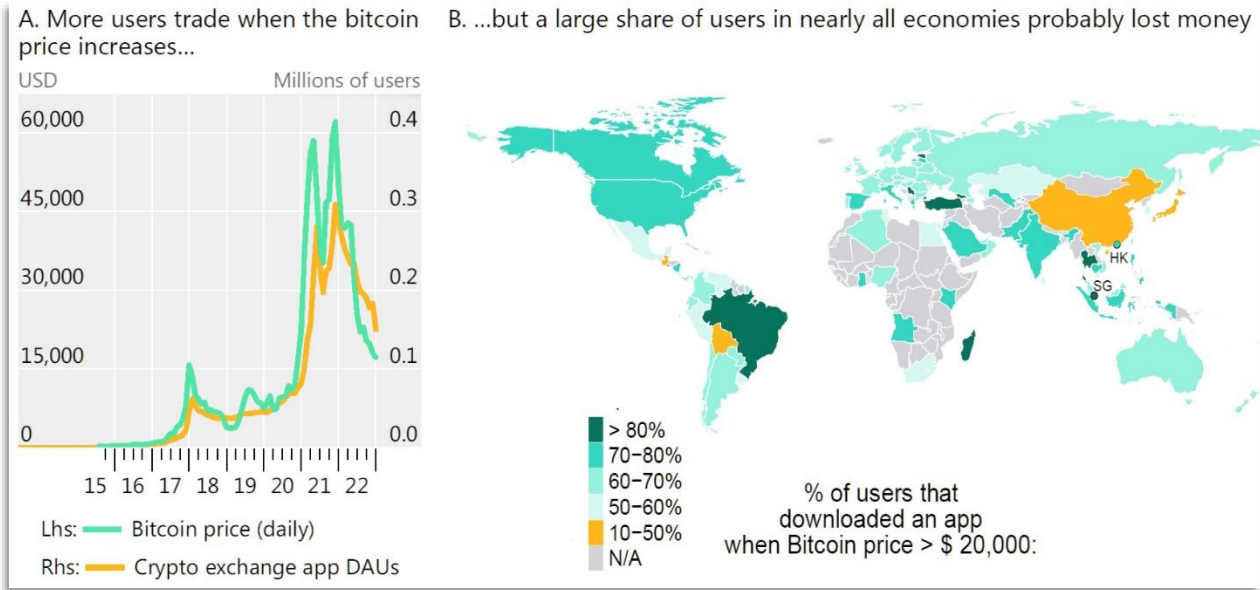 A. More users trade when the bitcoin
price increases...
USD
Millions of users
60,000
0.4
45,000
0.3
30,000
0.2
15,000
0.1
0
0.0
15 16 17 18 19 20 21 22
Lhs: Bitcoin price (daily)
Rhs: Crypto exchange app DAUs
B. ...but a large share of users in nearly all economies probably lost money
HK
SG
> 80%
70–80%
60–70%
50–60%
10–50%
N/A
% of users that
downloaded an app
when Bitcoin price > $ 20,000: